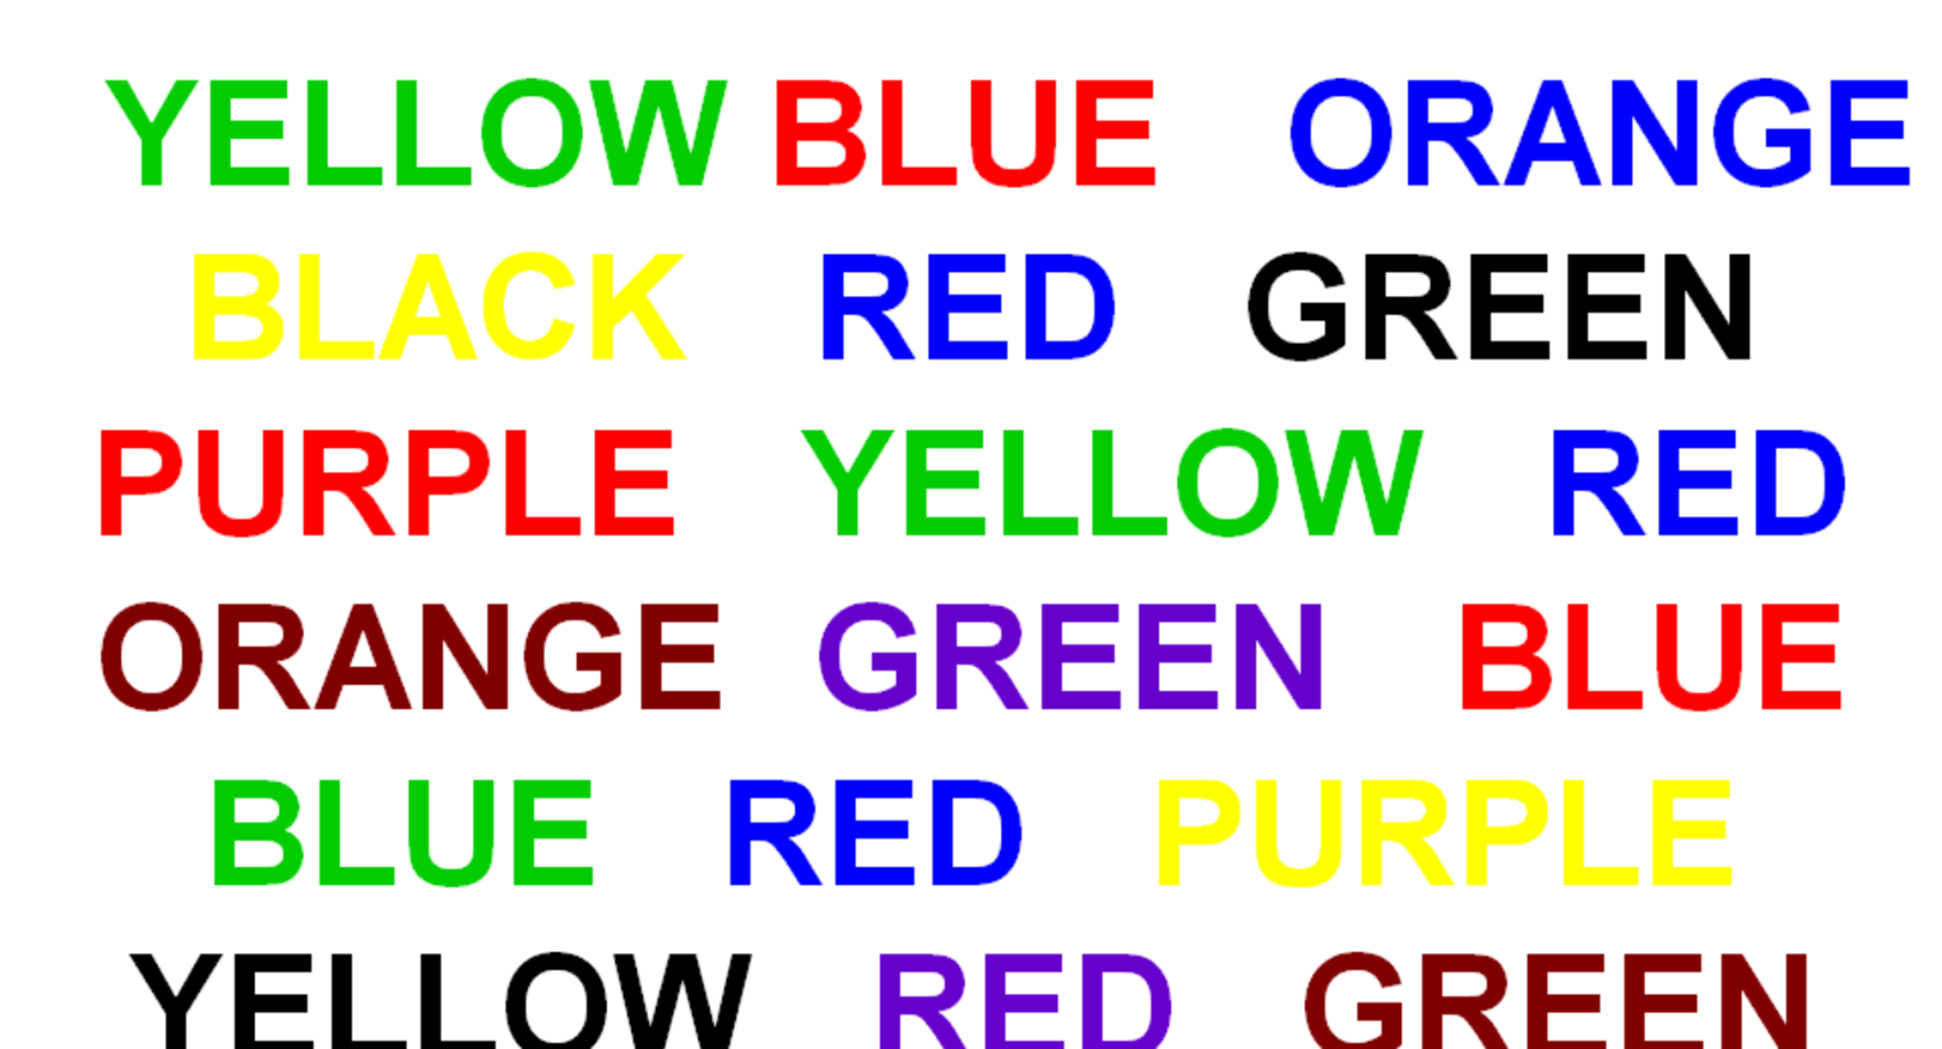 YELLOW BLUE ORANGE
BLACK RED GREEN
PURPLE YELLOW RED
ORANGE GREEN BLUE
BLUE RED PURPLE
YELLOW RED GREEN